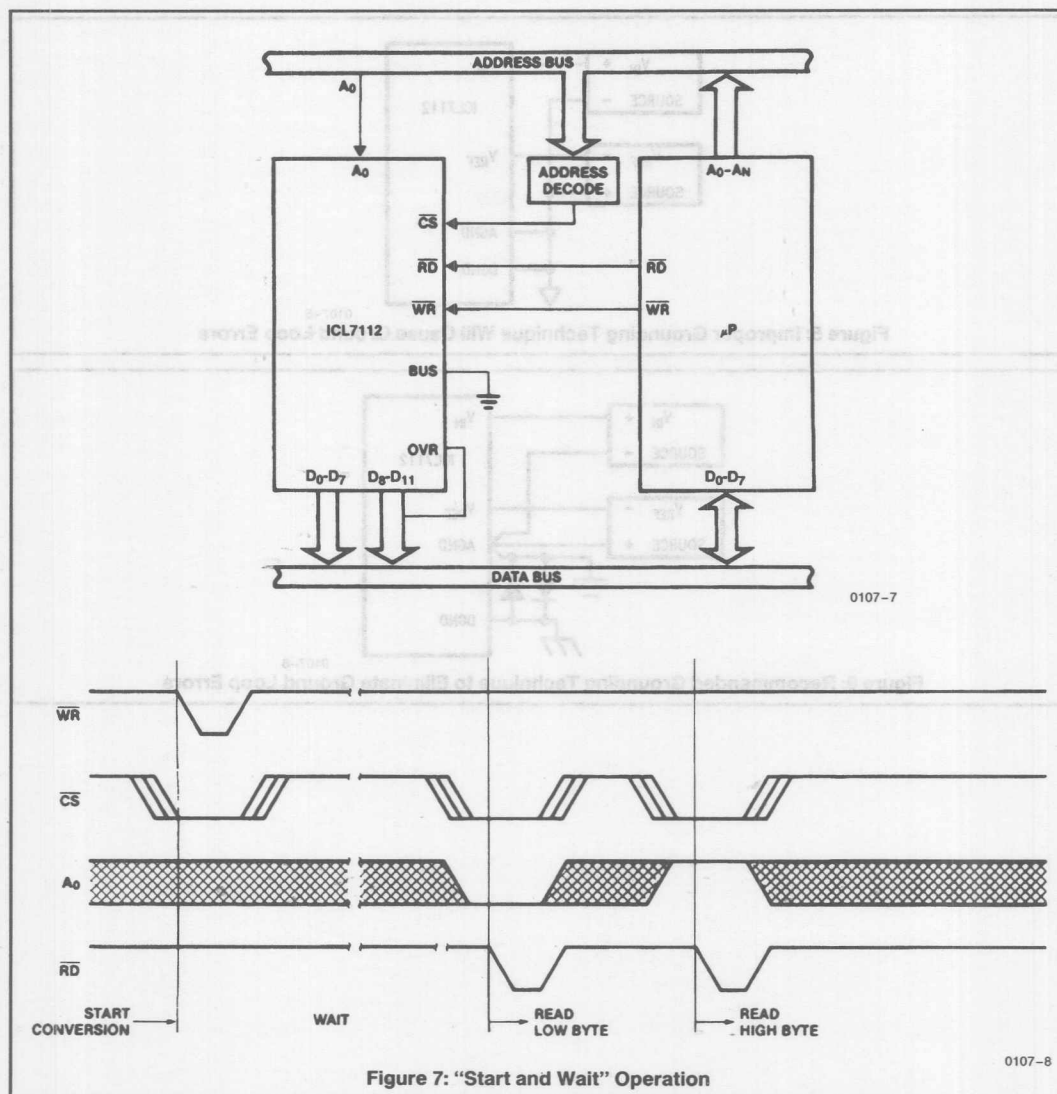 ADDRESS BUS
A0
A0
ADDRESS
DECODE
A0-AN
CS
RD
RD
WR
WR
ICL7112
μP
BUS
OVR
D0-D7 D8-D11
D0-D7
DATA BUS
0107-7
WR
CS
A0
RD
START
CONVERSION
WAIT
READ
LOW BYTE
READ
HIGH BYTE
0107-8
Figure 7: "Start and Wait" Operation